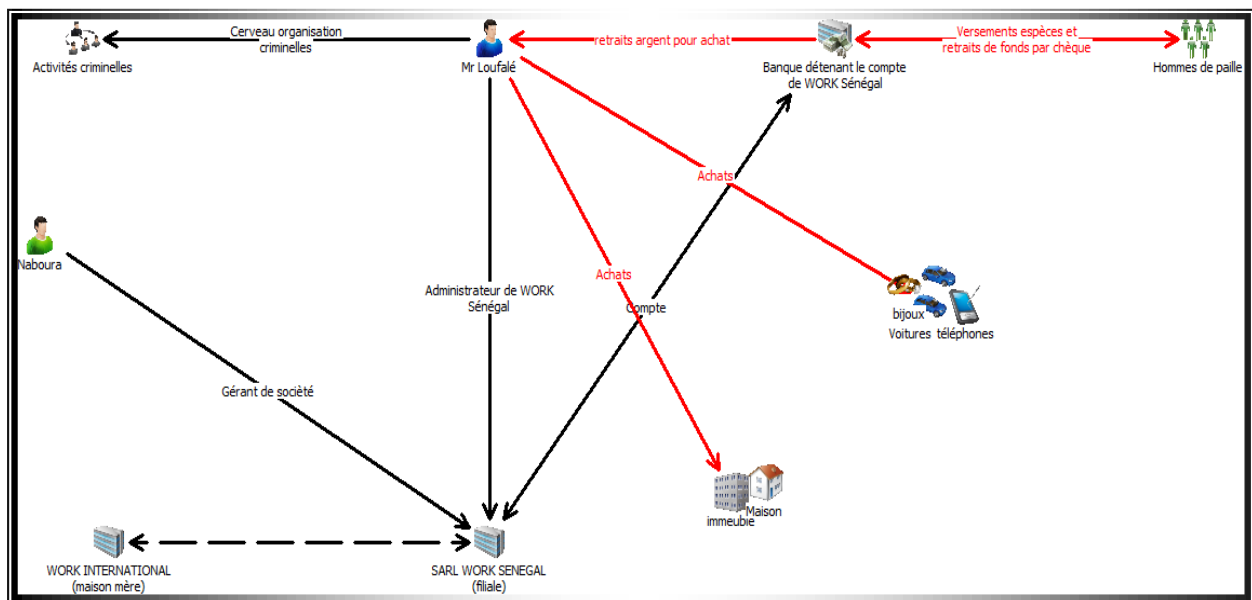 Cerveau organisation
criminelles
retraits argent pour achat
Versements espèces et
retraits de fonds par chèque
Activités criminelles
Mr Loufalé
Banque détenant le compte
de WORK Sénégal
Hommes de paille
Achats
Naboura
Achats
Administrateur de WORK
Sénégal
Compte
bijoux
Voitures téléphones
Gérant de socièté
Maison
immeubie
WORK INTERNATIONAL
(maison mère)
SARL WORK SENEGAL
(filiale)